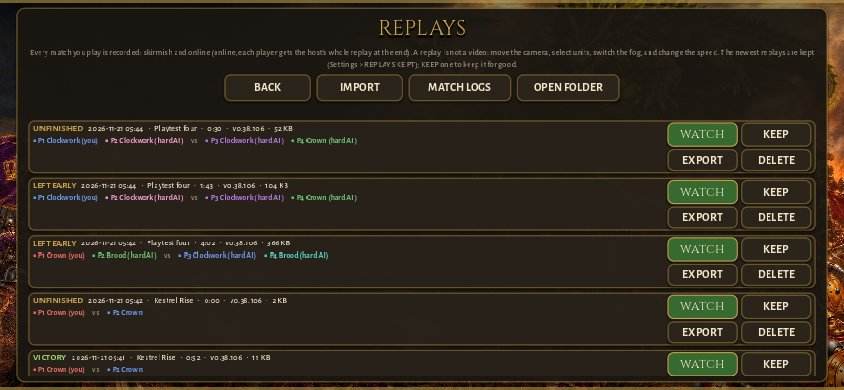 REPLAYS
Every match you play is recorded: skirmish and online (online, each player gets the host's whole replay at the end). A replay is not a video: move the camera, select units, switch the fog, and change the speed. The newest replays are kept
(Settings > REPLAYS KEPT); KEEP one to keep it for good.
BACK IMPORT MATCH LOGS OPEN FOLDER
UNFINISHED 2026-11-21 05:44 · Playtest four · 0:30 · v0.38.106 · 52 KB
WATCH KEEP
• P1 Clockwork (you) • P2 Clockwork (hard AI) vs • P3 Clockwork (hard AI) • P4 Crown (hard AI)
EXPORT DELETE
LEFT EARLY 2026-11-21 05:44 · Playtest four · 1:43 · v0.38.106 · 104 KB
WATCH KEEP
• P1 Clockwork (you) • P2 Clockwork (hard AI) vs • P3 Clockwork (hard AI) • P4 Crown (hard AI)
EXPORT DELETE
LEFT EARLY 2026-11-21 05:42 · Playtest four · 4:02 · v0.38.106 · 366 KB
WATCH KEEP
• P1 Crown (you) • P2 Brood (hard AI) vs • P3 Clockwork (hard AI) • P4 Brood (hard AI)
EXPORT DELETE
UNFINISHED 2026-11-21 05:42 · Kestrel Rise · 0:00 · v0.38.106 · 2 KB
WATCH KEEP
• P1 Crown (you) vs • P2 Crown
EXPORT DELETE
VICTORY 2026-11-21 05:41 · Kestrel Rise · 0:52 · v0.38.106 · 11 KB
WATCH KEEP
• P1 Crown (you) vs • P2 Crown